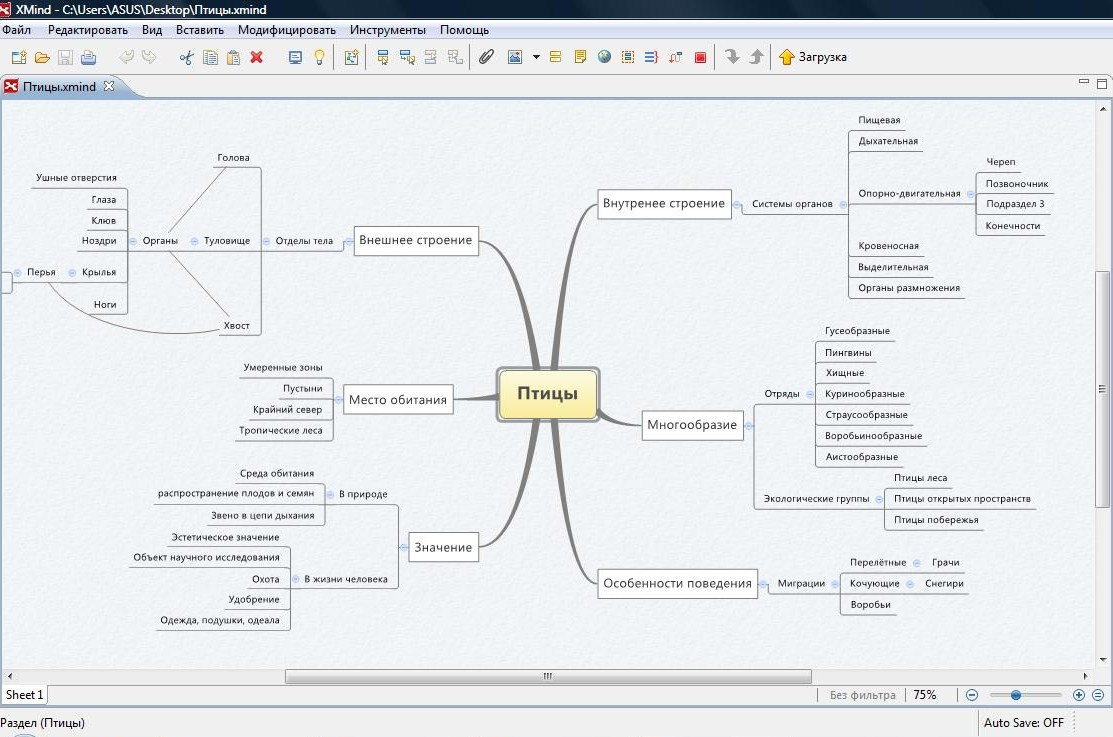 XMind - C:\Users\ASUS\Desktop\Птицы.xmind
Файл Редактировать Вид Вставить Модифицировать Инструменты Помощь
Загрузка
Птицы.xmind
Птицы
Внешнее строение
Отделы тела
Голова
Туловище
Хвост
Органы
Ушные отверстия
Глаза
Клюв
Ноздри
Крылья
Перья
Ноги
Место обитания
Умеренные зоны
Пустыни
Крайний север
Тропические леса
Значение
В природе
Среда обитания
распространение плодов и семян
Звено в цепи дыхания
В жизни человека
Эстетическое значение
Объект научного исследования
Охота
Удобрение
Одежда, подушки, одеала
Внутренее строение
Системы органов
Пищевая
Дыхательная
Опорно-двигательная
Череп
Позвоночник
Подраздел 3
Конечности
Кровеносная
Выделительная
Органы размножения
Многообразие
Отряды
Гусеобразные
Пингвины
Хищные
Куринообразные
Страусообразные
Воробьинообразные
Аистообразные
Экологические группы
Птицы леса
Птицы открытых пространств
Птицы побережья
Особенности поведения
Миграции
Перелётные
Грачи
Кочующие
Снегири
Воробьи
Sheet 1
Без фильтра 75%
Раздел (Птицы)
Auto Save: OFF